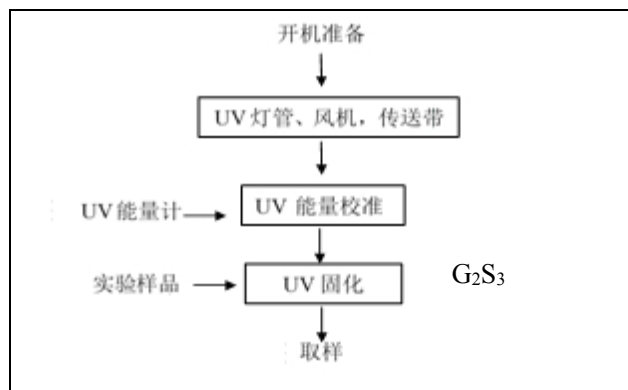 开机准备
UV 灯管、风机，传送带
UV 能量计
UV 能量校准
实验样品
UV 固化
G₂S₃
取样